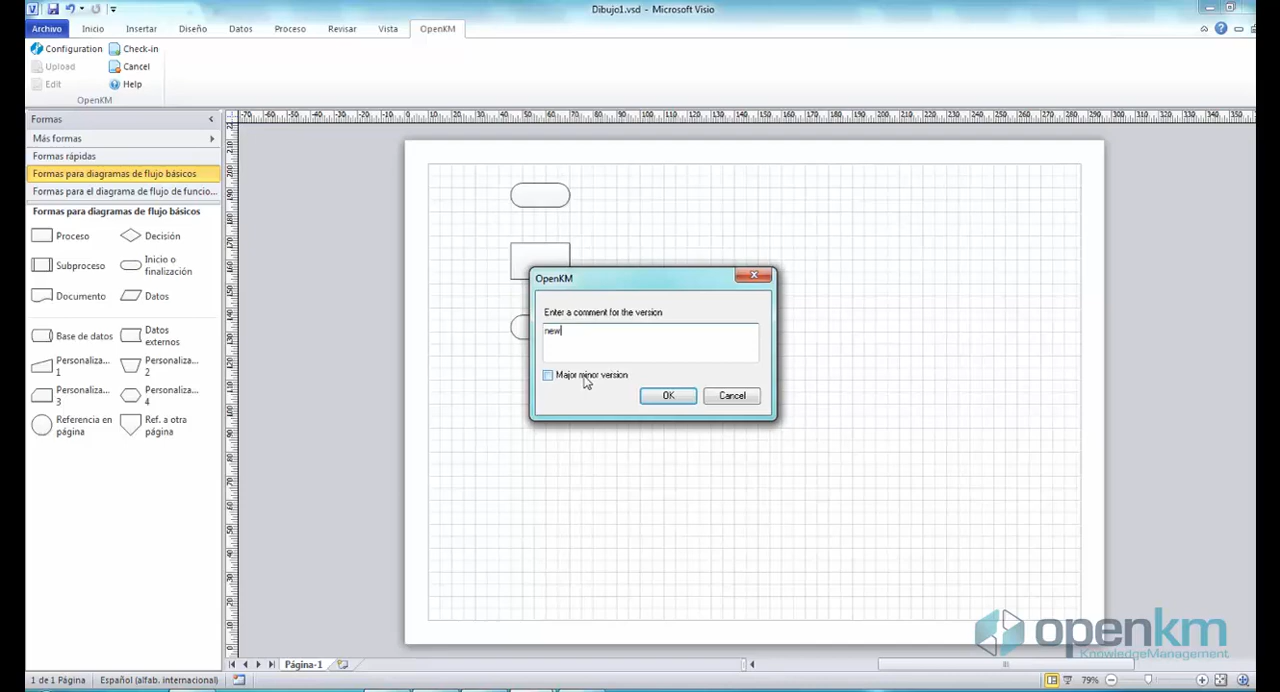 Dibujo1.vsd - Microsoft Visio
Archivo Inicio Insertar Diseño Datos Proceso Revisar Vista OpenKM
Configuration Check-in
Upload Cancel
Edit Help
OpenKM
Formas
Más formas
Formas rápidas
Formas para diagramas de flujo básicos
Formas para el diagrama de flujo de funcio...
Formas para diagramas de flujo básicos
Proceso Decisión
Subproceso Inicio o finalización
Documento Datos
Base de datos Datos externos
Personaliza... 1 Personaliza... 2
Personaliza... 3 Personaliza... 4
Referencia en página Ref. a otra página
OpenKM
Enter a comment for the version
new
Major minor version
OK Cancel
openkm
KnowledgeManagement
Página-1
1 de 1 Página Español (alfab. internacional) 79%